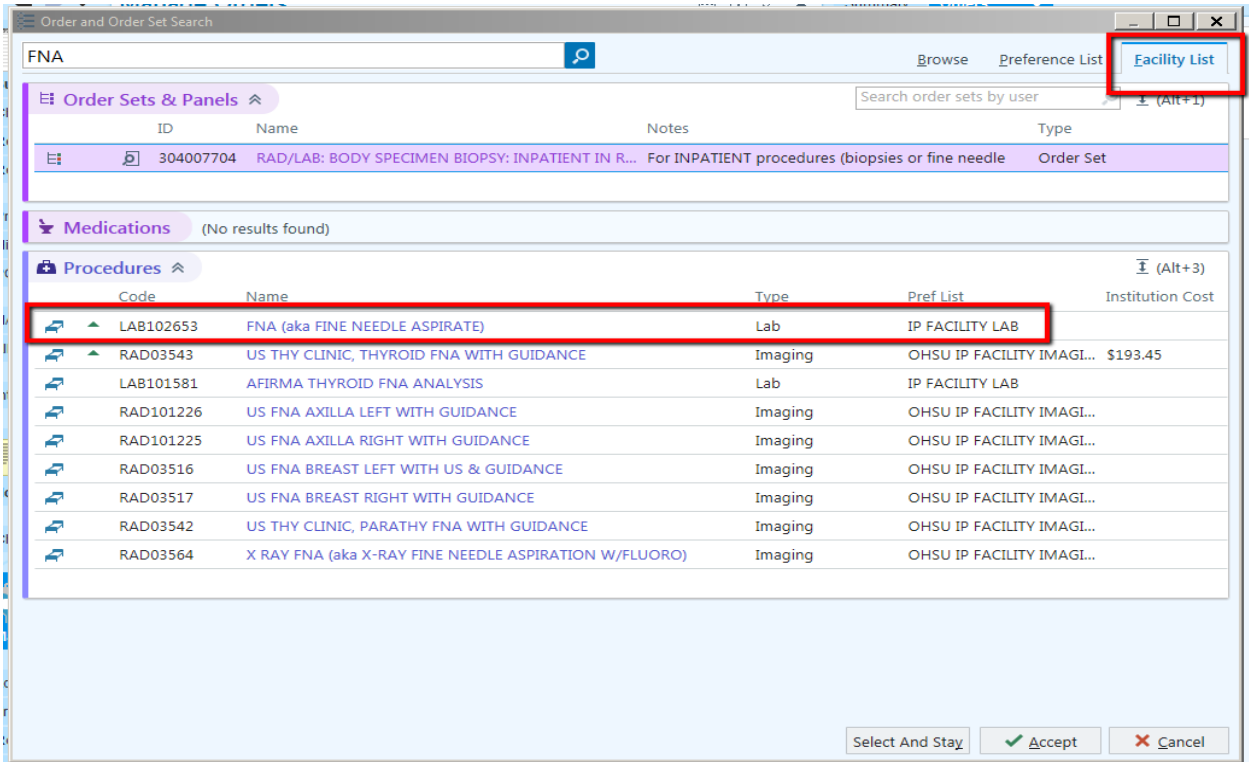 Order and Order Set Search
FNA
Browse Preference List Facility List
Order Sets & Panels Search order sets by user (Alt+1)
ID Name Notes Type
304007704 RAD/LAB: BODY SPECIMEN BIOPSY: INPATIENT IN R... For INPATIENT procedures (biopsies or fine needle Order Set
Medications (No results found)
Procedures (Alt+3)
Code Name Type Pref List Institution Cost
LAB102653 FNA (aka FINE NEEDLE ASPIRATE) Lab IP FACILITY LAB
RAD03543 US THY CLINIC, THYROID FNA WITH GUIDANCE Imaging OHSU IP FACILITY IMAGI... $193.45
LAB101581 AFIRMA THYROID FNA ANALYSIS Lab IP FACILITY LAB
RAD101226 US FNA AXILLA LEFT WITH GUIDANCE Imaging OHSU IP FACILITY IMAGI...
RAD101225 US FNA AXILLA RIGHT WITH GUIDANCE Imaging OHSU IP FACILITY IMAGI...
RAD03516 US FNA BREAST LEFT WITH US & GUIDANCE Imaging OHSU IP FACILITY IMAGI...
RAD03517 US FNA BREAST RIGHT WITH GUIDANCE Imaging OHSU IP FACILITY IMAGI...
RAD03542 US THY CLINIC, PARATHY FNA WITH GUIDANCE Imaging OHSU IP FACILITY IMAGI...
RAD03564 X RAY FNA (aka X-RAY FINE NEEDLE ASPIRATION W/FLUORO) Imaging OHSU IP FACILITY IMAGI...
Select And Stay Accept Cancel